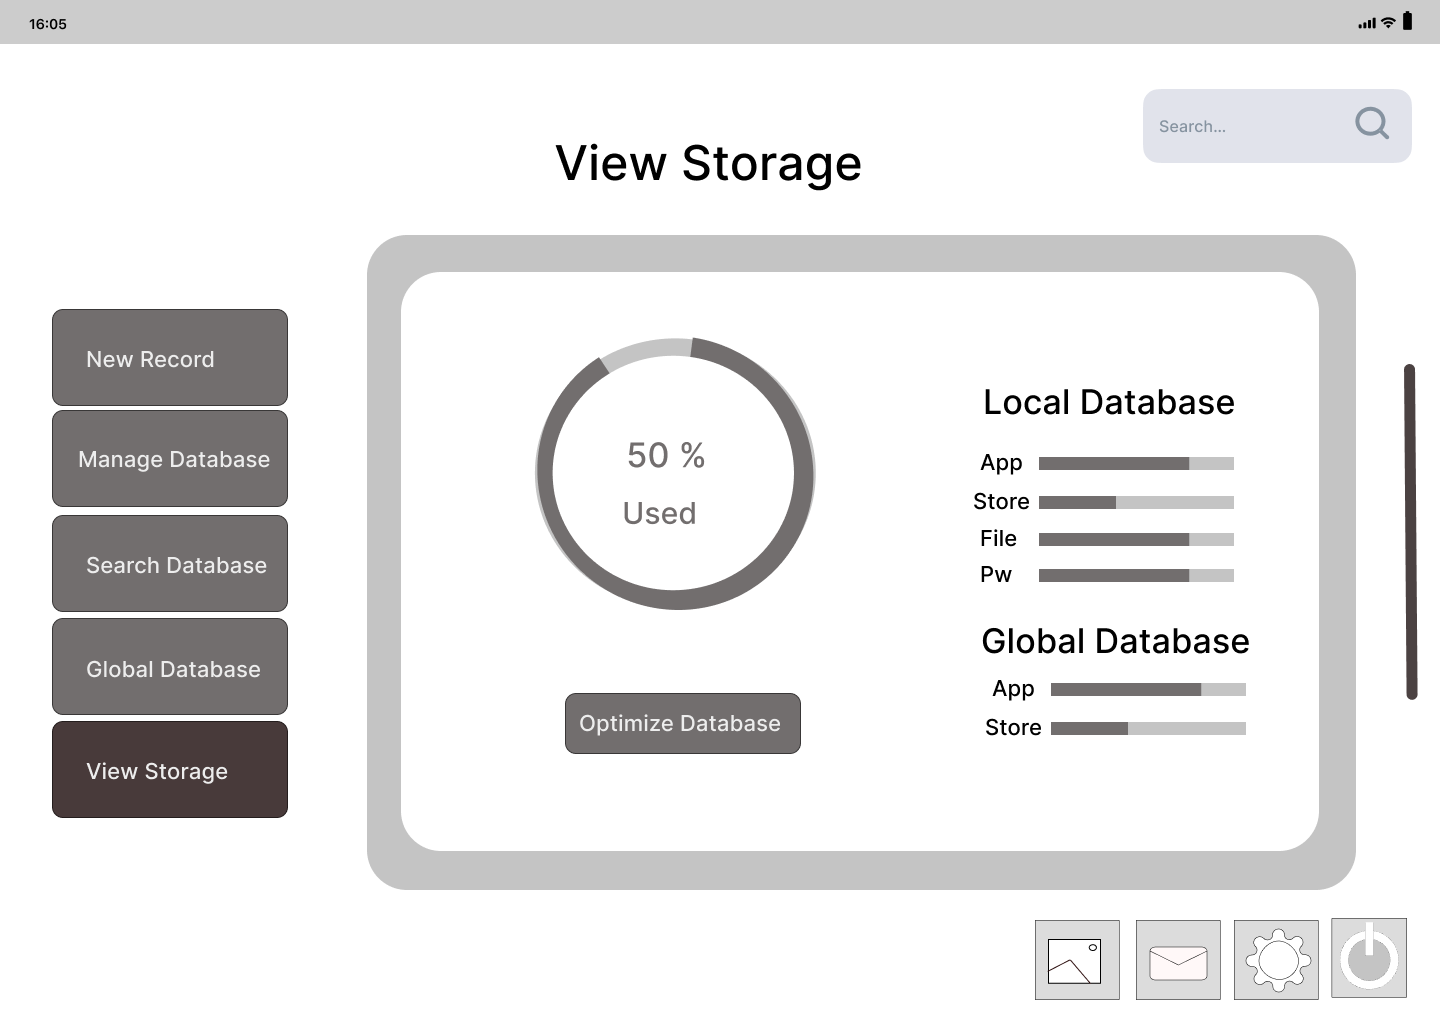 16:05
Search...
View Storage
New Record
Manage Database
Search Database
Global Database
View Storage
50 %
Used
Optimize Database
Local Database
App
Store
File
Pw
Global Database
App
Store